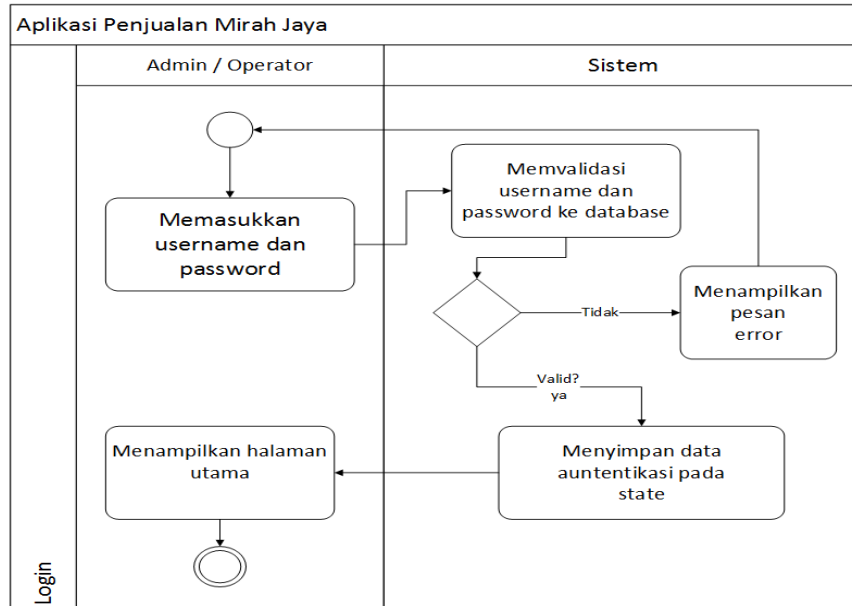 Aplikasi Penjualan Mirah Jaya
Admin / Operator
Sistem
Memasukkan
username dan
password
Memvalidasi
username dan
password ke database
Tidak
Menampilkan
pesan
error
Valid?
ya
Menyimpan data
auntentikasi pada
state
Menampilkan halaman
utama
Login